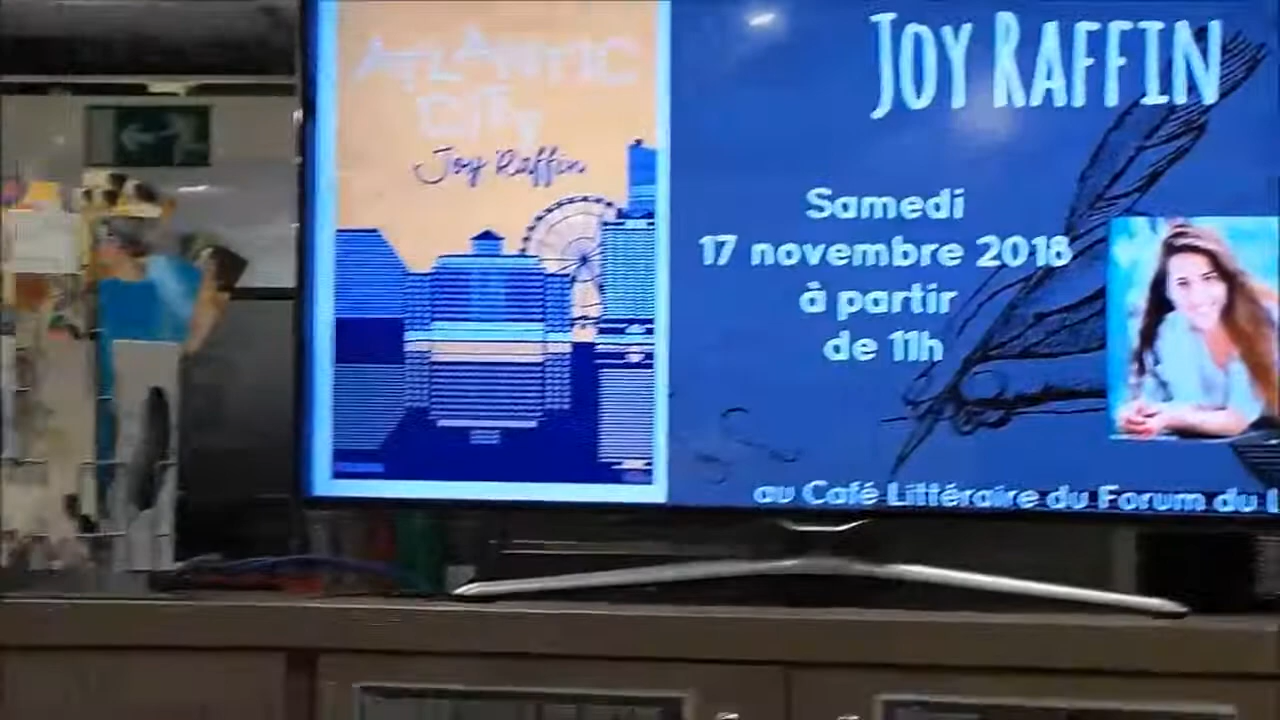 ATLANTIC
CITY
Joy Raffin
JOY RAFFIN
Samedi
17 novembre 2018
à partir
de 11h
au Café Littéraire du Forum du